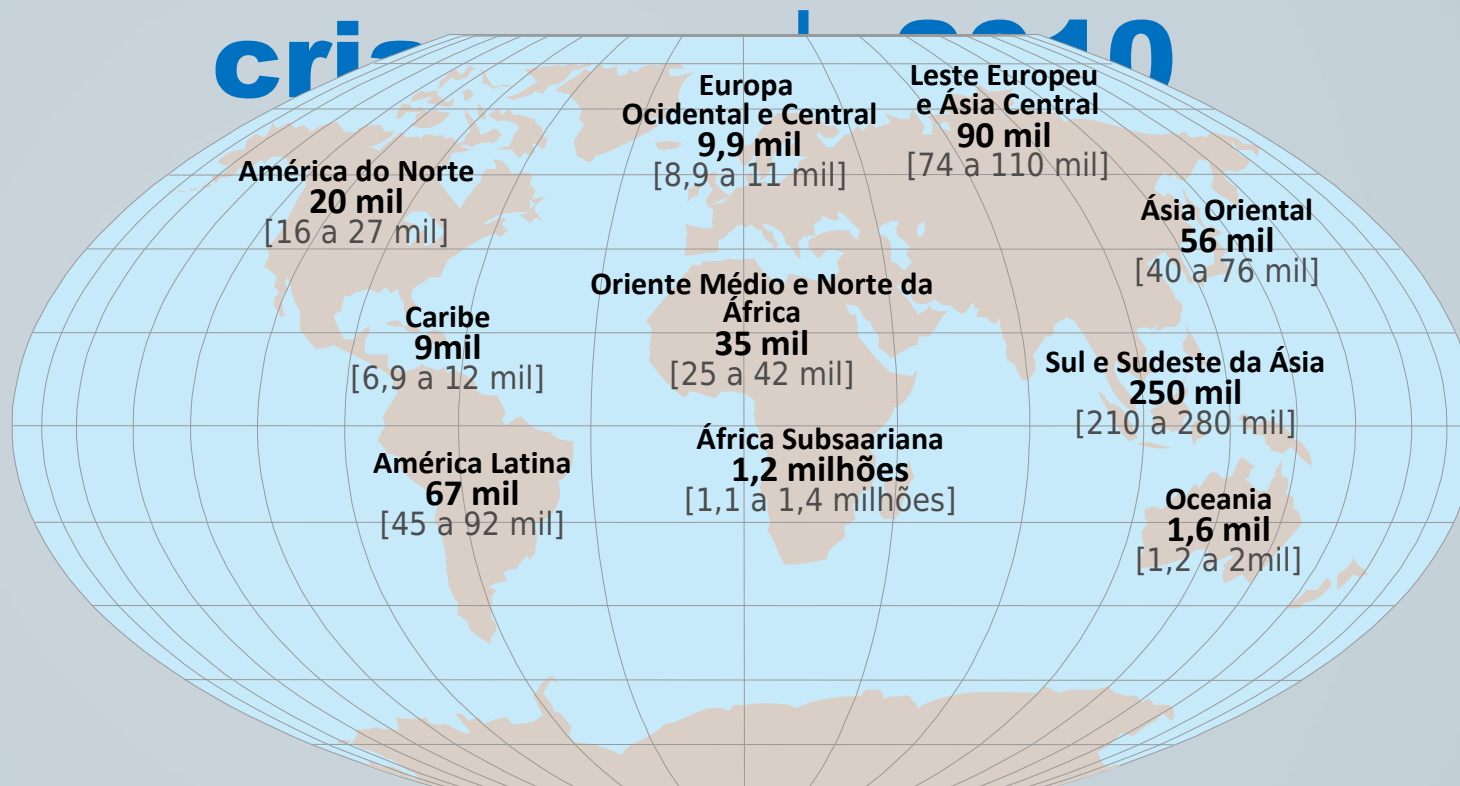 2010
Europa
Ocidental e Central
9,9 mil
[8,9 a 11 mil]
Leste Europeu
e Ásia Central
90 mil
[74 a 110 mil]
América do Norte
20 mil
[16 a 27 mil]
Ásia Oriental
56 mil
[40 a 76 mil]
Oriente Médio e Norte da
África
35 mil
[25 a 42 mil]
Caribe
9mil
[6,9 a 12 mil]
Sul e Sudeste da Ásia
250 mil
[210 a 280 mil]
África Subsaariana
1,2 milhões
[1,1 a 1,4 milhões]
América Latina
67 mil
[45 a 92 mil]
Oceania
1,6 mil
[1,2 a 2mil]